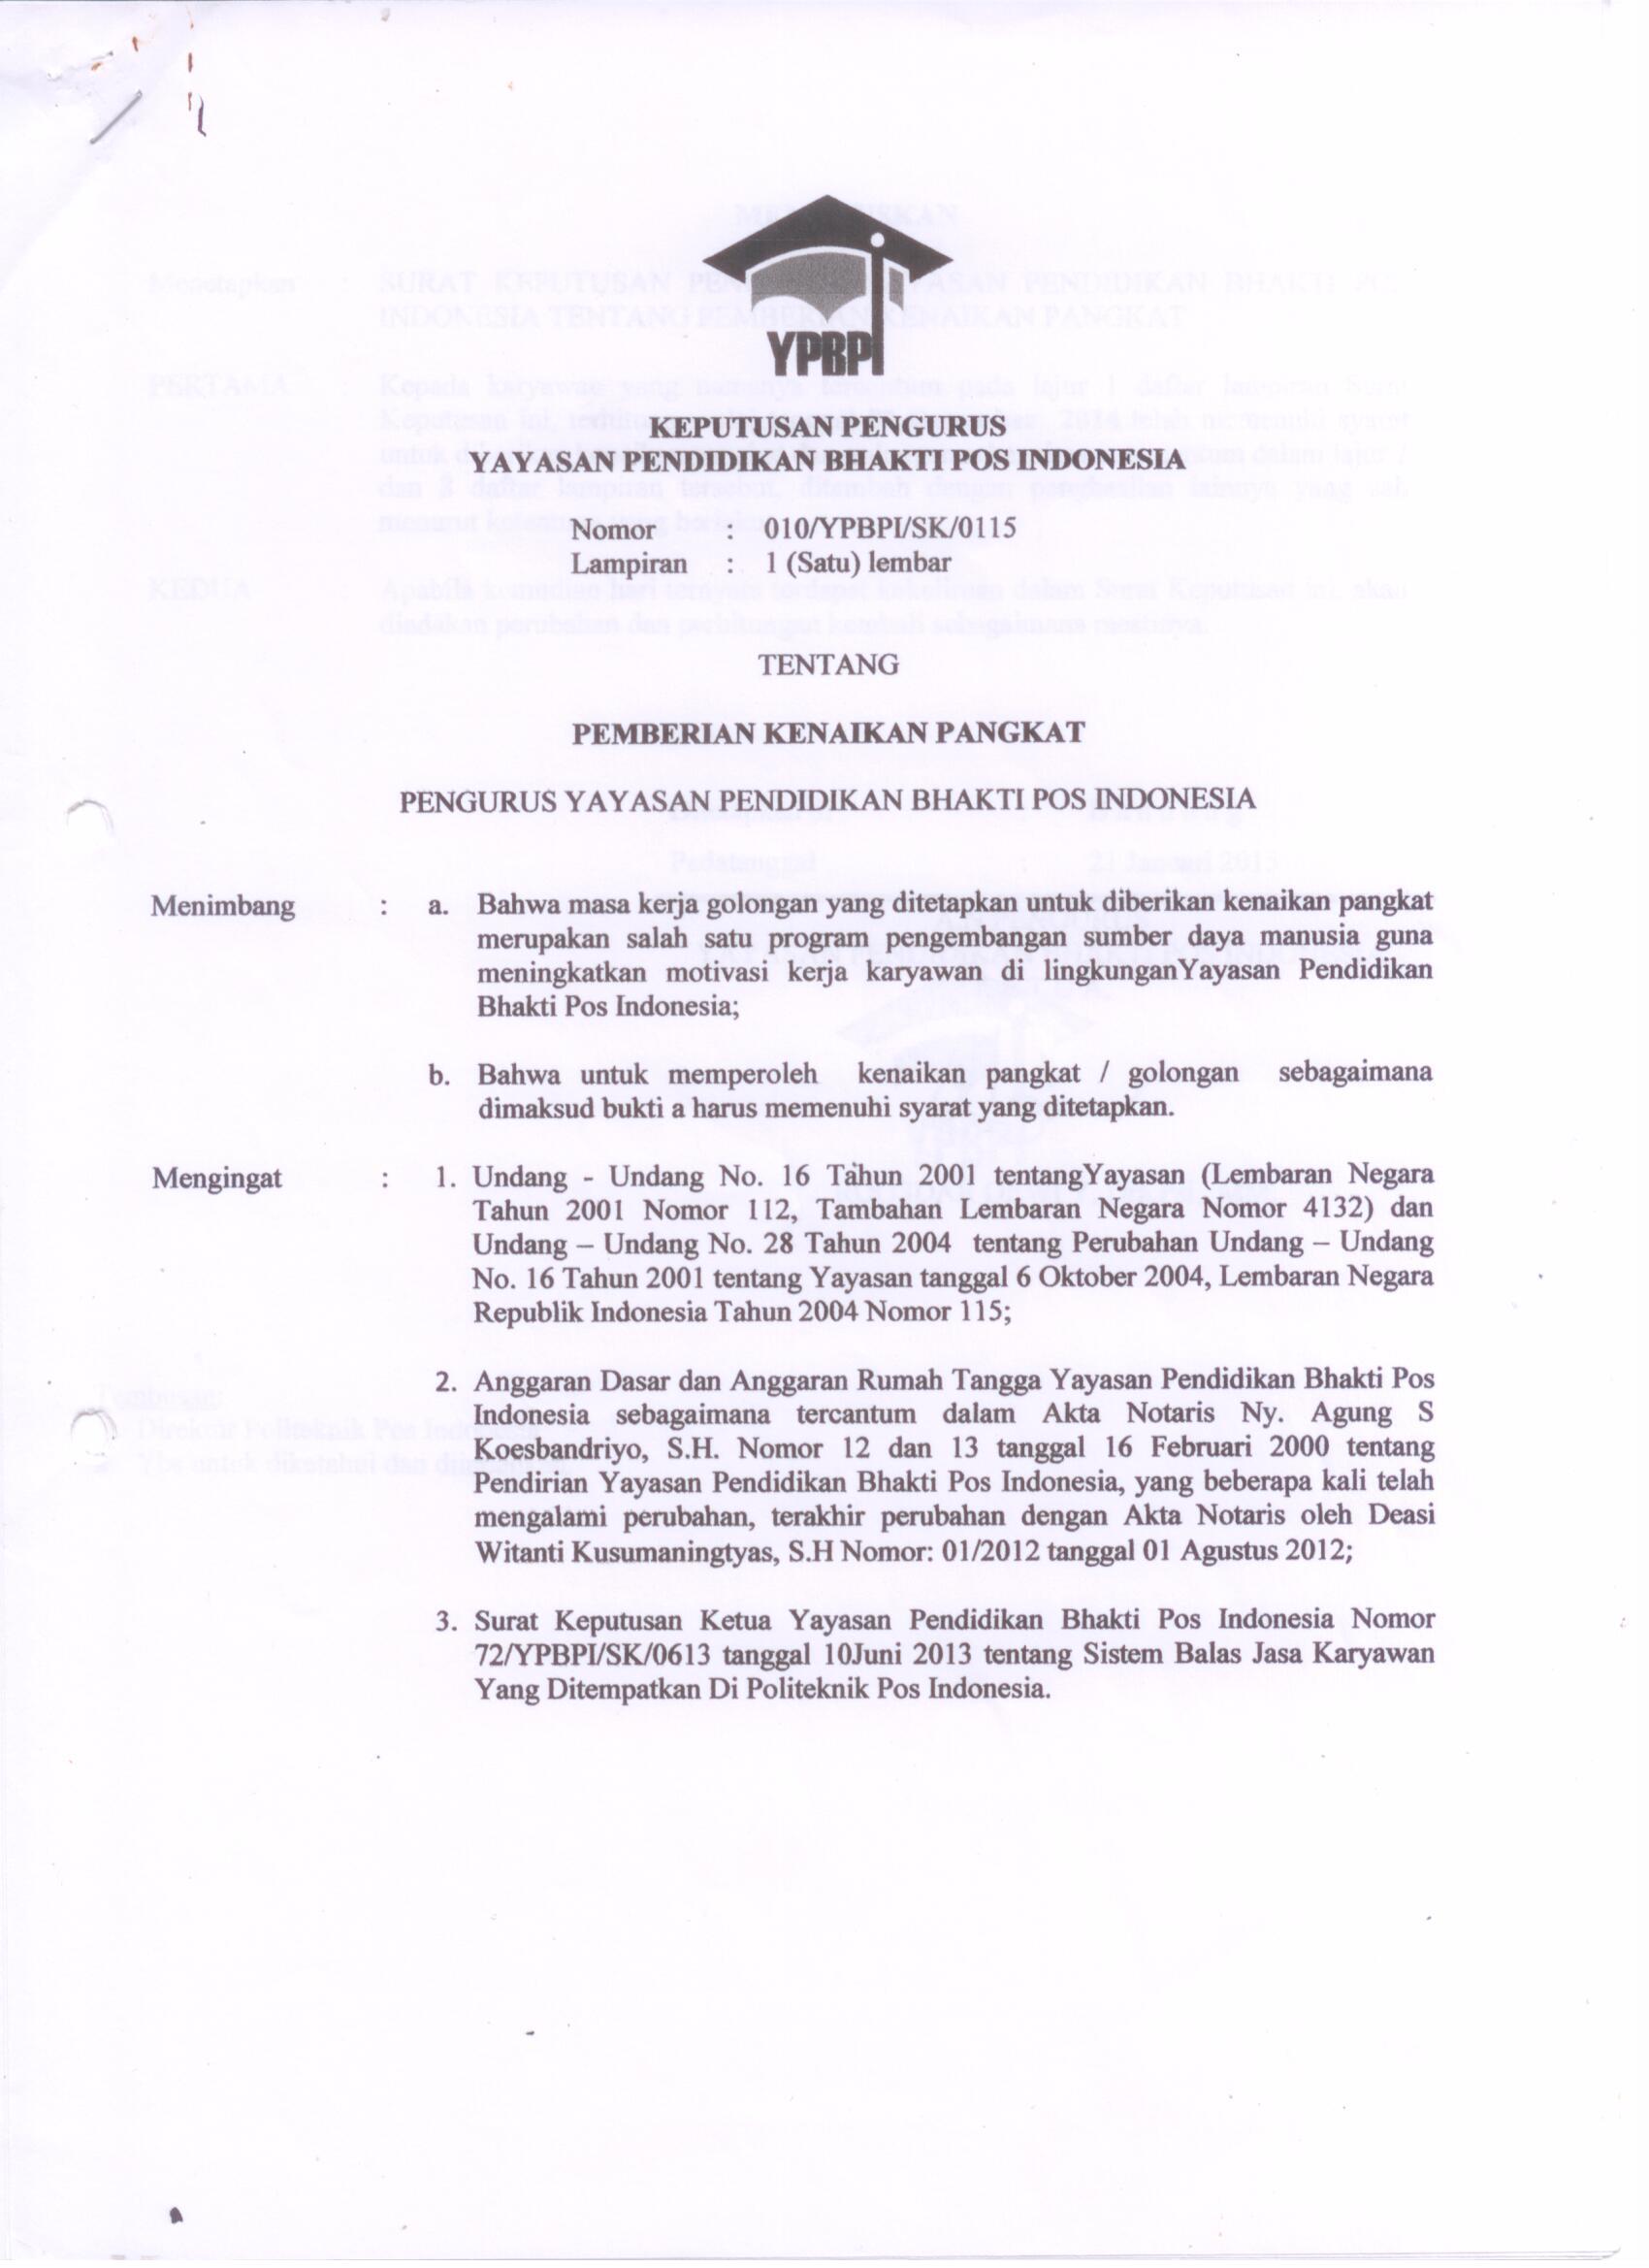 YPBPI
KEPUTUSAN PENGURUS
YAYASAN PENDIDIKAN BHAKTI POS INDONESIA
Nomor : 010/YPBPI/SK/0115
Lampiran : 1 (Satu) lembar
TENTANG
PEMBERIAN KENAIKAN PANGKAT
PENGURUS YAYASAN PENDIDIKAN BHAKTI POS INDONESIA
Menimbang : a. Bahwa masa kerja golongan yang ditetapkan untuk diberikan kenaikan pangkat
merupakan salah satu program pengembangan sumber daya manusia guna
meningkatkan motivasi kerja karyawan di lingkunganYayasan Pendidikan
Bhakti Pos Indonesia;
b. Bahwa untuk memperoleh kenaikan pangkat / golongan sebagaimana
dimaksud bukti a harus memenuhi syarat yang ditetapkan.
Mengingat : 1. Undang - Undang No. 16 Tahun 2001 tentangYayasan (Lembaran Negara
Tahun 2001 Nomor 112, Tambahan Lembaran Negara Nomor 4132) dan
Undang – Undang No. 28 Tahun 2004 tentang Perubahan Undang – Undang
No. 16 Tahun 2001 tentang Yayasan tanggal 6 Oktober 2004, Lembaran Negara
Republik Indonesia Tahun 2004 Nomor 115;
2. Anggaran Dasar dan Anggaran Rumah Tangga Yayasan Pendidikan Bhakti Pos
Indonesia sebagaimana tercantum dalam Akta Notaris Ny. Agung S
Koesbandriyo, S.H. Nomor 12 dan 13 tanggal 16 Februari 2000 tentang
Pendirian Yayasan Pendidikan Bhakti Pos Indonesia, yang beberapa kali telah
mengalami perubahan, terakhir perubahan dengan Akta Notaris oleh Deasi
Witanti Kusumaningtyas, S.H Nomor: 01/2012 tanggal 01 Agustus 2012;
3. Surat Keputusan Ketua Yayasan Pendidikan Bhakti Pos Indonesia Nomor
72/YPBPI/SK/0613 tanggal 10Juni 2013 tentang Sistem Balas Jasa Karyawan
Yang Ditempatkan Di Politeknik Pos Indonesia.